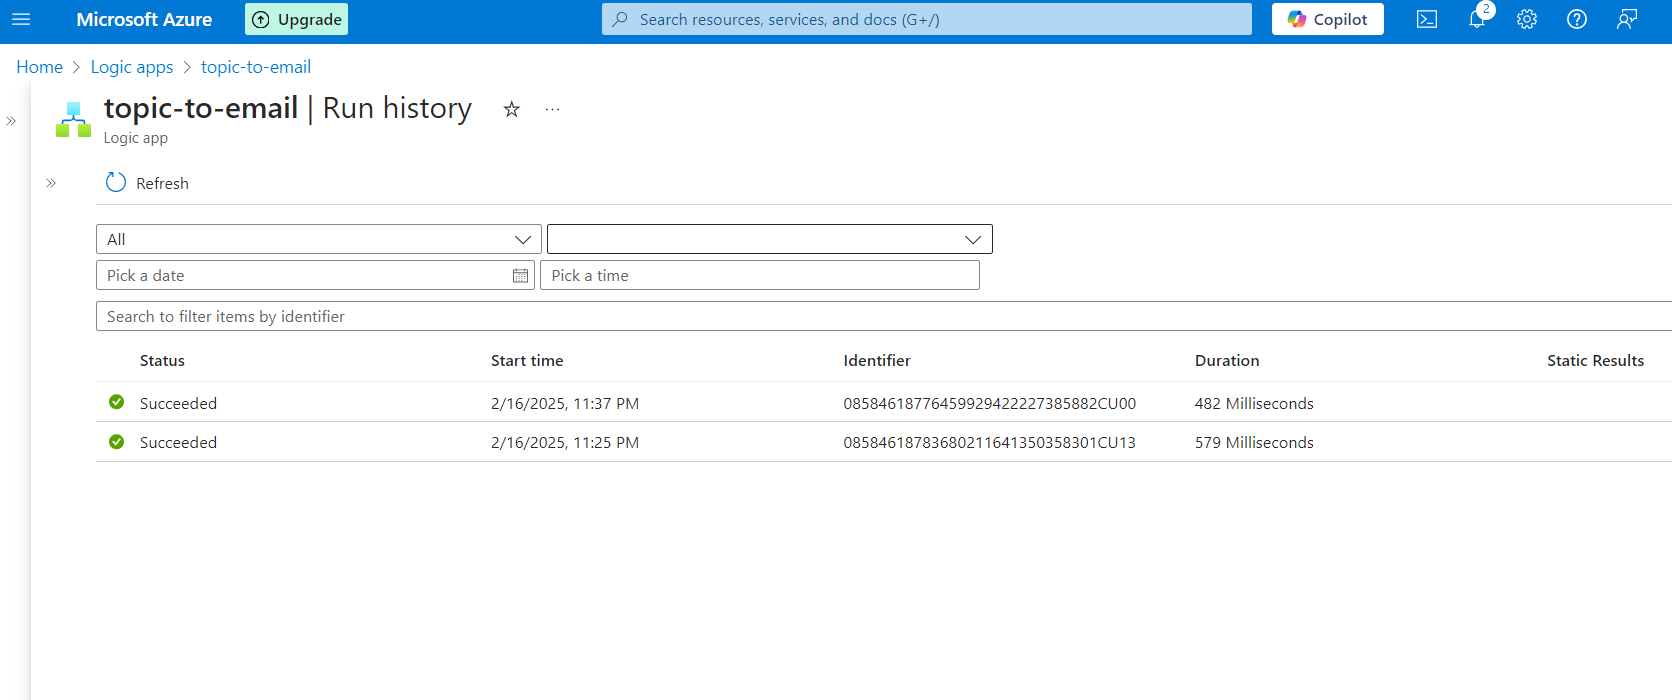 Microsoft Azure
Upgrade
Search resources, services, and docs (G+/)
Copilot
2
Home > Logic apps > topic-to-email
topic-to-email | Run history
Logic app
Refresh
All
Pick a date
Pick a time
Search to filter items by identifier
Status Start time Identifier Duration Static Results
Succeeded 2/16/2025, 11:37 PM 08584618776459929422227385882CU00 482 Milliseconds
Succeeded 2/16/2025, 11:25 PM 08584618783680211641350358301CU13 579 Milliseconds